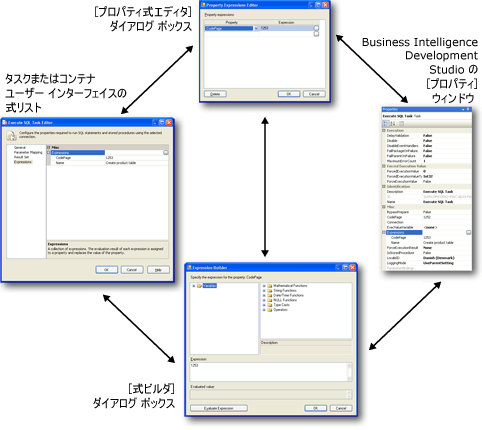 [プロパティ式エディタ]
ダイアログ ボックス
Property Expressions Editor
Property expressions:
Property
Expression
CodePage
1253
Delete
OK
Cancel
Business Intelligence
Development
Studio の
[プロパティ]
ウィンドウ
タスクまたはコンテナ
ユーザー インターフェイスの
式リスト
Execute SQL Task Editor
Configure the properties required to run SQL statements and stored procedures using the selected
connection.
General
Parameter Mapping
Result Set
Expressions
Misc
Expressions
CodePage
1253
Name
Create product table
Expressions
A collection of expressions. The evaluation result of each expression is assigned
to a property and replaces the value of the property.
OK
Cancel
Help
Properties
Execute SQL Task Task
Execution
DelayValidation
False
Disable
False
DisableEventHandlers
False
FailPackageOnFailure
False
FailParentOnFailure
False
MaximumErrorCount
1
Forced Execution Value
ForcedExecutionValue
0
Int32
ForceExecutionValue
False
Identification
Description
Execute SQL Task
ID
Name
Execute SQL Task
Misc
BypassPrepare
False
CodePage
1252
Connection
ExecValueVariable
<none>
Expressions
CodePage
1253
Name
Create product table
ForceExecutionResult
None
IsStoredProcedure
False
LocaleID
Danish (Denmark)
LoggingMode
UseParentSetting
Expression Builder
Specify the expression for the property: CodePage.
Variables
Mathematical Functions
String Functions
Date/Time Functions
NULL Functions
Type Casts
Operators
Description:
Expression:
1253
Evaluated value:
Evaluate Expression
OK
Cancel
[式ビルダ]
ダイアログ ボックス